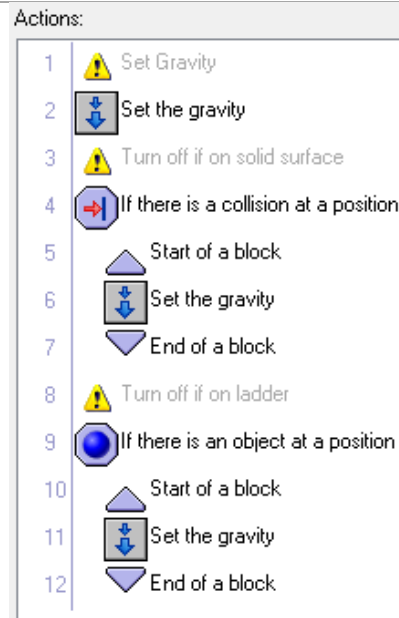 Actions:
1 Set Gravity
2 Set the gravity
3 Turn off if on solid surface
4 If there is a collision at a position
5 Start of a block
6 Set the gravity
7 End of a block
8 Turn off if on ladder
9 If there is an object at a position
10 Start of a block
11 Set the gravity
12 End of a block